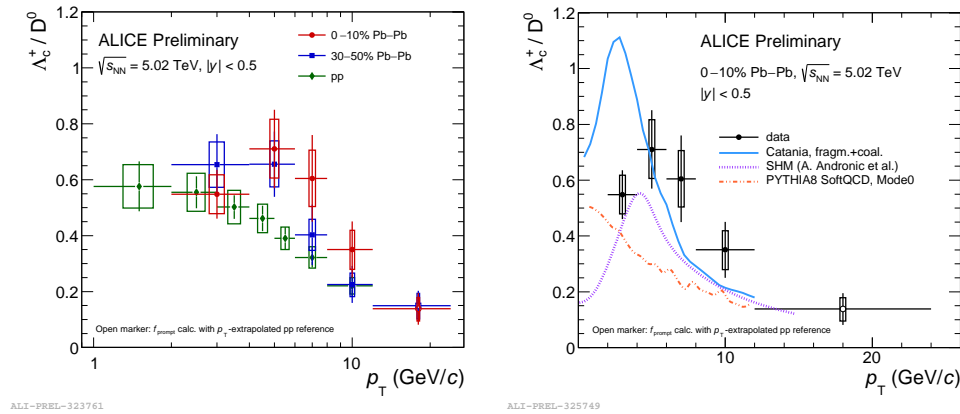 Λc+ / D0
1.2
1
0.8
0.6
0.4
0.2
0
ALICE Preliminary
√sNN = 5.02 TeV, |y| < 0.5
0−10% Pb−Pb
30−50% Pb−Pb
pp
Open marker: fprompt calc. with pT-extrapolated pp reference
1
10
pT (GeV/c)
ALI-PREL-323761
Λc+ / D0
1.2
1
0.8
0.6
0.4
0.2
0
ALICE Preliminary
0−10% Pb−Pb, √sNN = 5.02 TeV
|y| < 0.5
data
Catania, fragm.+coal.
SHM (A. Andronic et al.)
PYTHIA8 SoftQCD, Mode0
Open marker: fprompt calc. with pT-extrapolated pp reference
10
20
pT (GeV/c)
ALI-PREL-325749